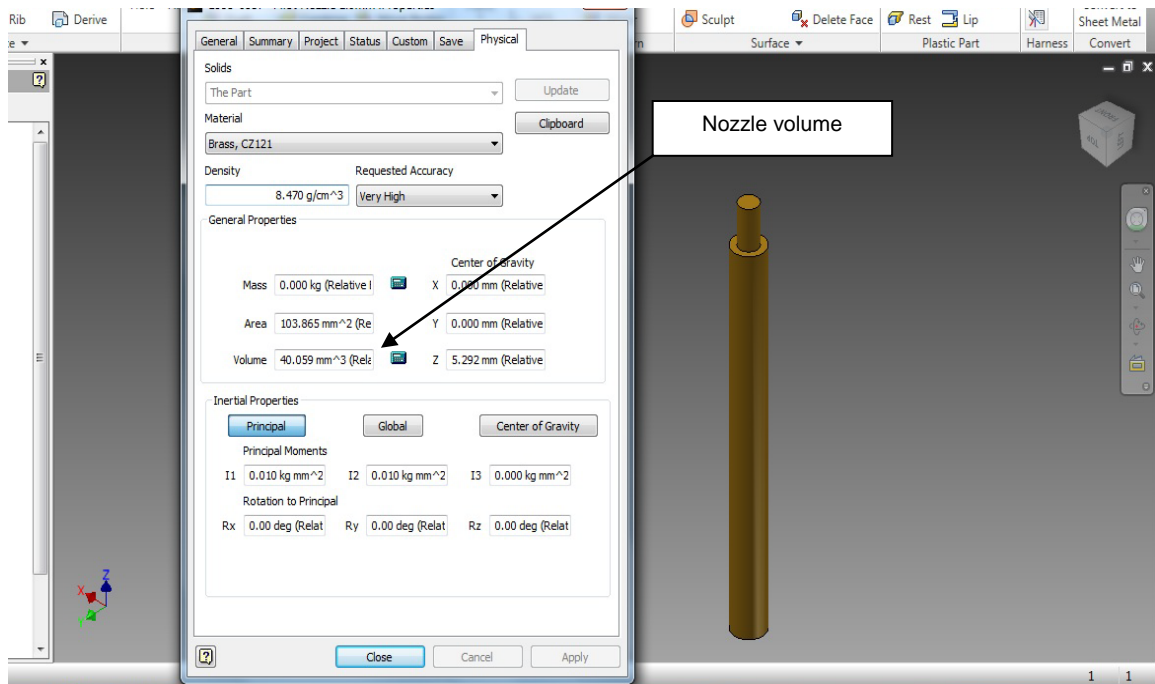 Rib Derive Sculpt Delete Face Rest Lip
Sheet Metal
Surface Plastic Part Harness Convert
General Summary Project Status Custom Save Physical
Solids
The Part Update
Material Clipboard
Brass, CZ121
Density Requested Accuracy
8.470 g/cm^3 Very High
General Properties
Center of Gravity
Mass 0.000 kg (Relative X 0.000 mm (Relative
Area 103.865 mm^2 (Re Y 0.000 mm (Relative
Volume 40.059 mm^3 (Rela Z 5.292 mm (Relative
Inertial Properties
Principal Global Center of Gravity
Principal Moments
I1 0.010 kg mm^2 I2 0.010 kg mm^2 I3 0.000 kg mm^2
Rotation to Principal
Rx 0.00 deg (Relat Ry 0.00 deg (Relat Rz 0.00 deg (Relat
Close Cancel Apply
Nozzle volume
X Z Y
1 1